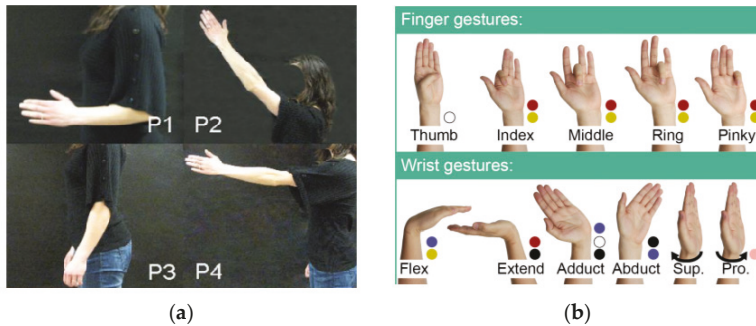 P1 P2
P3 P4
(a)
Finger gestures:
Thumb Index Middle Ring Pinky
Wrist gestures:
Flex Extend Adduct Abduct Sup. Pro.
(b)